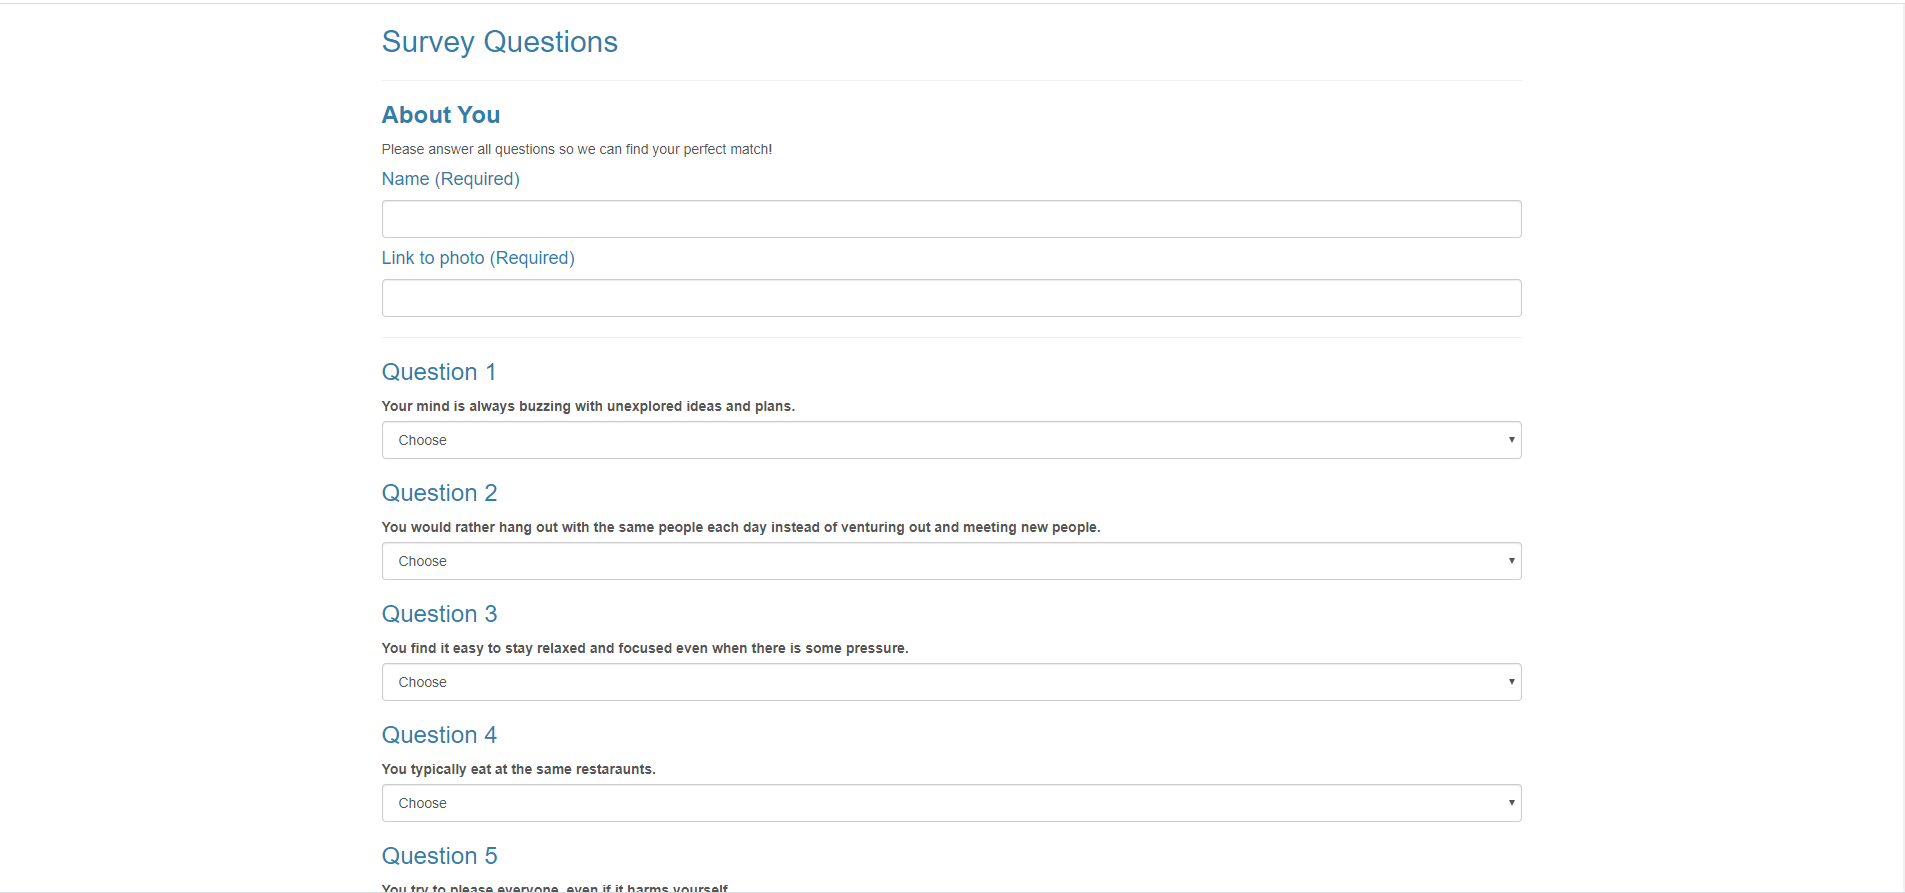 Survey Questions
About You
Please answer all questions so we can find your perfect match!
Name (Required)
Link to photo (Required)
Question 1
Your mind is always buzzing with unexplored ideas and plans.
Choose
Question 2
You would rather hang out with the same people each day instead of venturing out and meeting new people.
Choose
Question 3
You find it easy to stay relaxed and focused even when there is some pressure.
Choose
Question 4
You typically eat at the same restaraunts.
Choose
Question 5
You try to please everyone, even if it harms yourself.